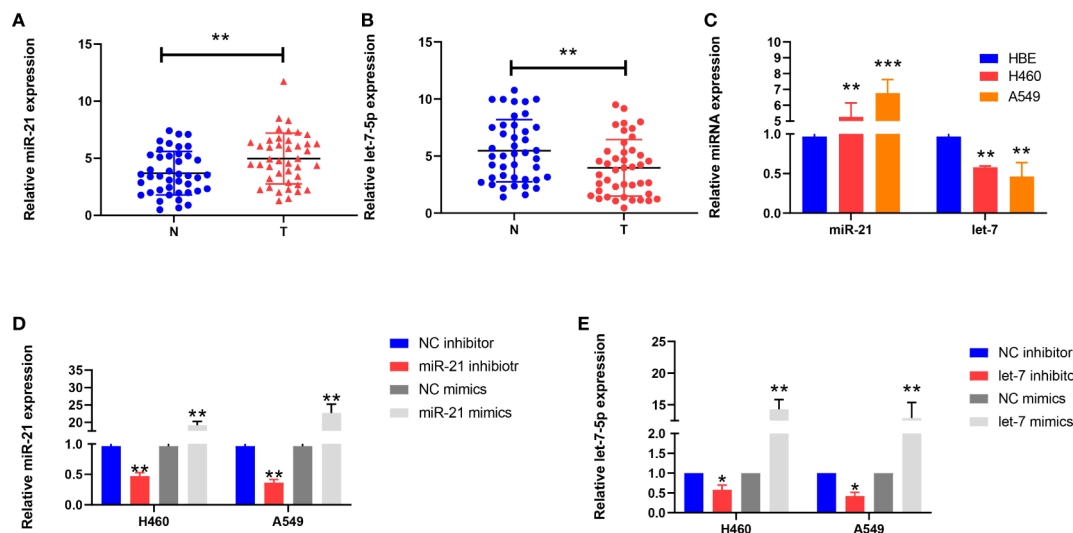 A
**
Relative miR-21 expression
15
10
5
0
N
T
B
**
Relative let-7-5p expression
15
10
5
0
N
T
C
Relative miRNA expression
10
9
8
7
6
5
1.0
0.5
0.0
**
***
**
**
miR-21
let-7
HBE
H460
A549
D
Relative miR-21 expression
35
30
25
20
1.0
0.5
0.0
**
**
**
**
H460
A549
NC inhibitor
miR-21 inhibiotr
NC mimics
miR-21 mimics
E
Relative let-7-5p expression
25
20
15
2.0
1.5
1.0
0.5
0.0
*
**
*
**
H460
A549
NC inhibitor
let-7 inhibitc
NC mimics
let-7 mimics